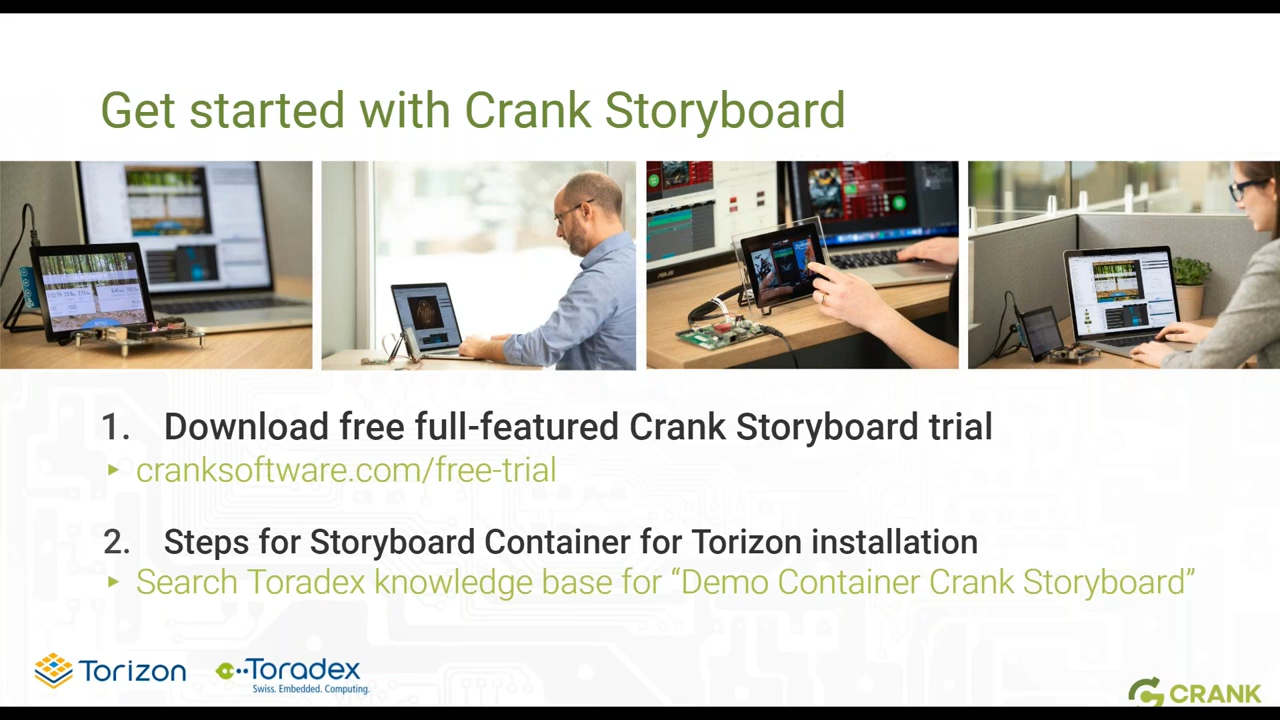 Get started with Crank Storyboard
1. Download free full-featured Crank Storyboard trial
cranksoftware.com/free-trial
2. Steps for Storyboard Container for Torizon installation
Search Toradex knowledge base for “Demo Container Crank Storyboard”
Torizon
Toradex
Swiss. Embedded. Computing.
CRANK